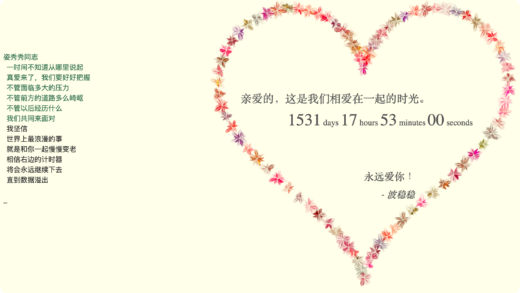 姿秀秀同志
一时间不知道从哪里说起
真爱来了，我们要好好把握
不管面临多大的压力
不管前方的道路多么崎岖
不管以后经历什么
我们共同来面对
我坚信
世界上最浪漫的事
就是和你一起慢慢变老
相信右边的计时器
将会永远继续下去
直到数据溢出
_
亲爱的，这是我们相爱在一起的时光。
1531 days 17 hours 53 minutes 00 seconds
永远爱你！
- 波稳稳